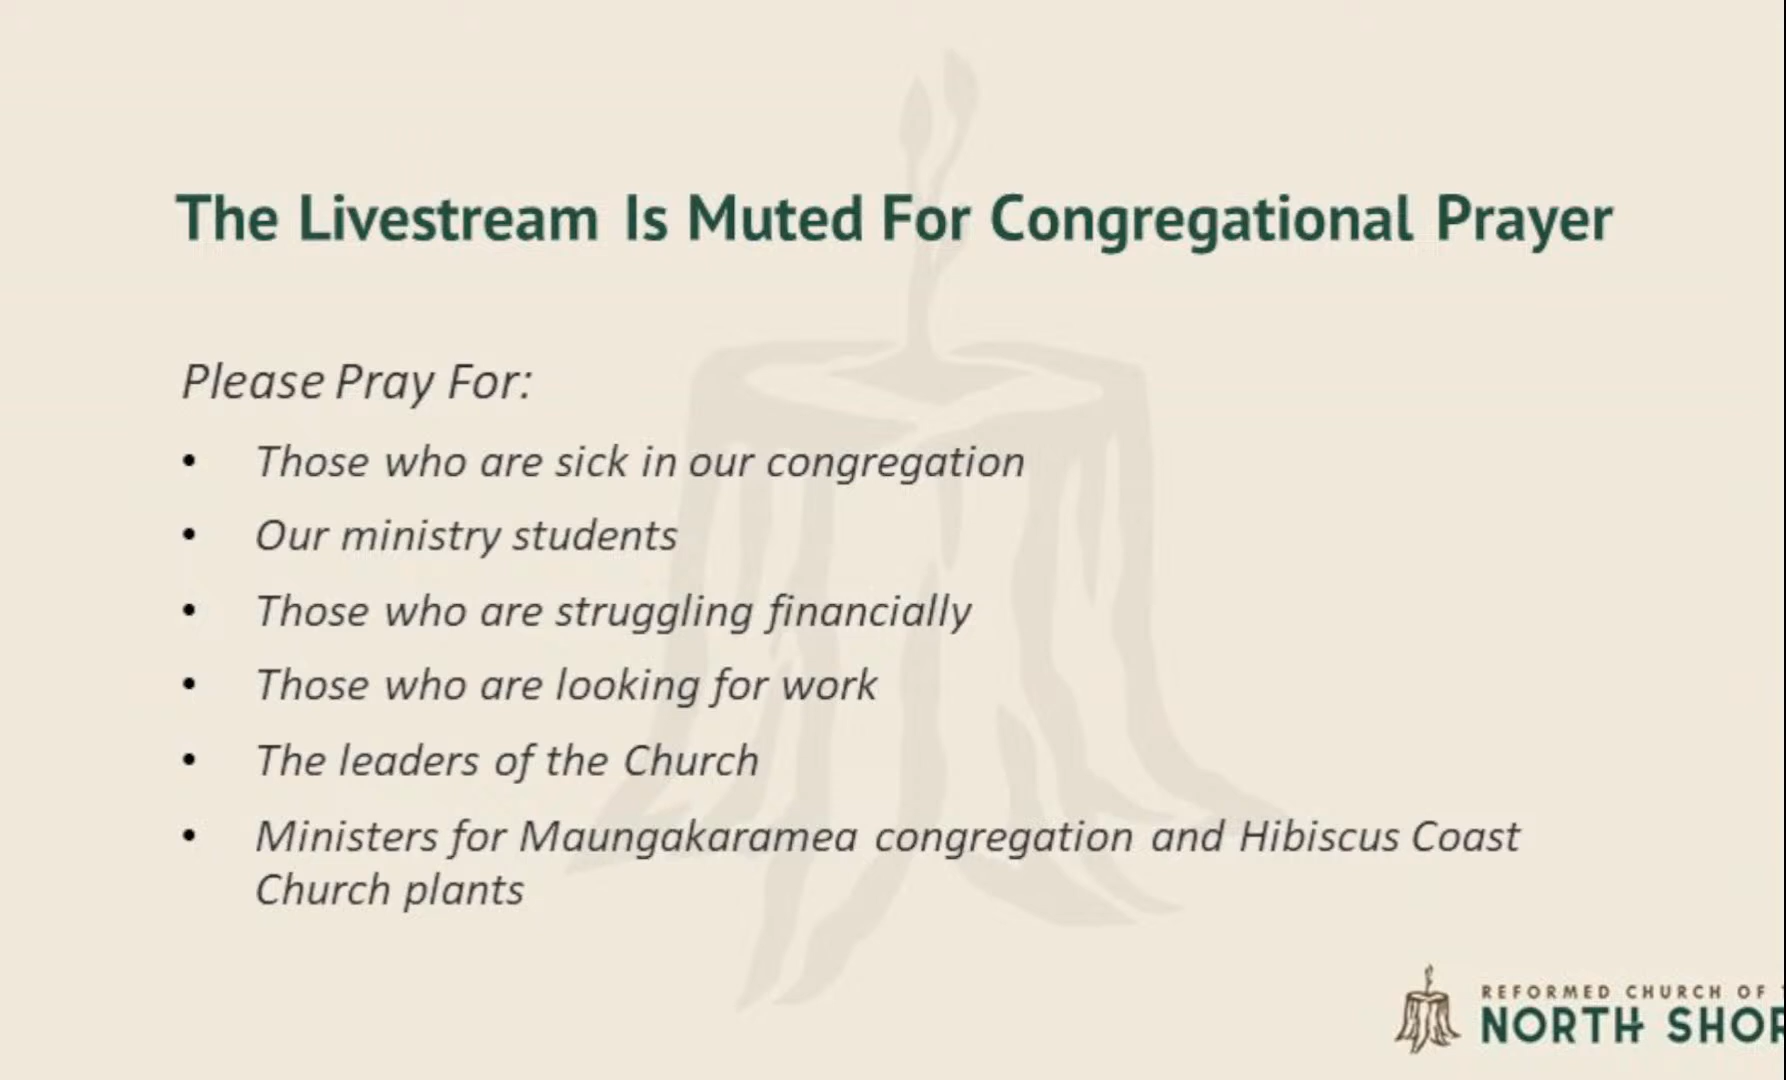 The Livestream Is Muted For Congregational Prayer
Please Pray For:
• Those who are sick in our congregation
• Our ministry students
• Those who are struggling financially
• Those who are looking for work
• The leaders of the Church
• Ministers for Maungakaramea congregation and Hibiscus Coast
Church plants
REFORMED CHURCH OF
NORTH SHOR